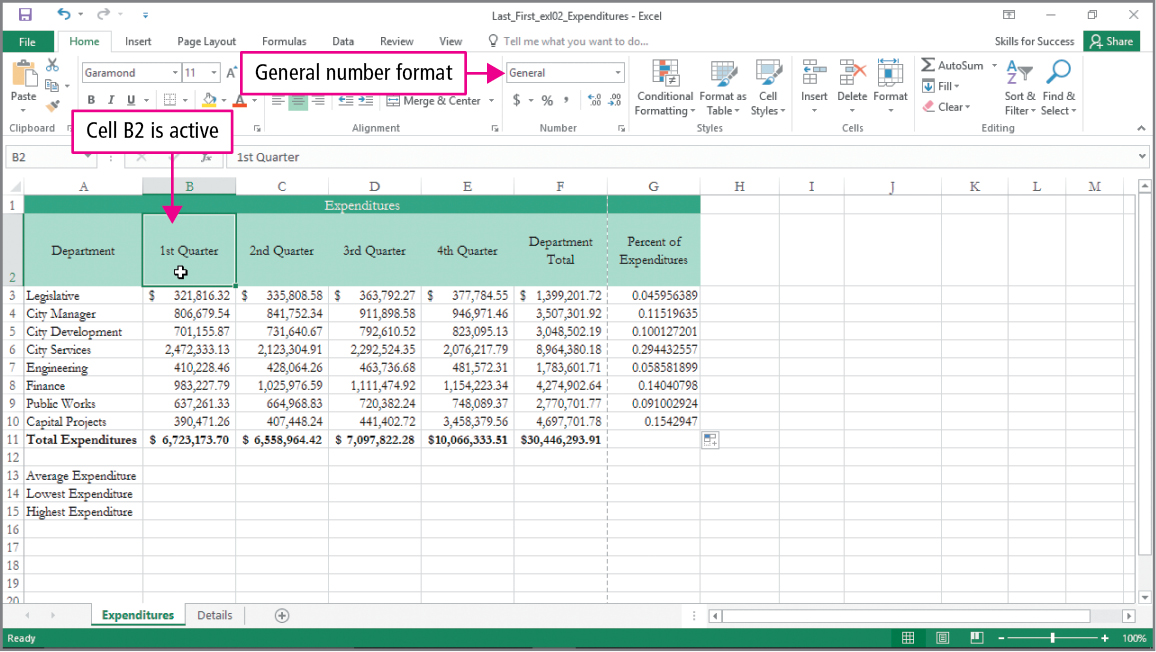 Last_First_exl02_Expenditures - Excel
File Home Insert Page Layout Formulas Data Review View Tell me what you want to do... Skills for Success Share
General number format
Garamond 11 A General
AutoSum
Fill
Clear
Paste
B I U A Merge & Center $ % , .00 .0
Conditional Formatting
Format as Table
Cell Styles
Insert Delete Format
Sort & Filter
Find & Select
Clipboard Alignment Number Styles Cells Editing
Cell B2 is active
B2 fx 1st Quarter
A B C D E F G H I J K L M
1 Expenditures
2 Department 1st Quarter 2nd Quarter 3rd Quarter 4th Quarter Department Total Percent of Expenditures
3 Legislative $ 321,816.32 $ 335,808.58 $ 363,792.27 $ 377,784.55 $ 1,399,201.72 0.045956389
4 City Manager 806,679.54 841,752.34 911,898.58 946,971.46 3,507,301.92 0.11519635
5 City Development 701,155.87 731,640.67 792,610.52 823,095.13 3,048,502.19 0.100127201
6 City Services 2,472,333.13 2,123,304.91 2,292,524.35 2,076,217.79 8,964,380.18 0.294432557
7 Engineering 410,228.46 428,064.26 463,736.68 481,572.31 1,783,601.71 0.058581899
8 Finance 983,227.79 1,025,976.59 1,111,474.92 1,154,223.34 4,274,902.64 0.14040798
9 Public Works 637,261.33 664,968.83 720,382.24 748,089.37 2,770,701.77 0.091002924
10 Capital Projects 390,471.26 407,448.24 441,402.72 3,458,379.56 4,697,701.78 0.1542947
11 Total Expenditures $ 6,723,173.70 $ 6,558,964.42 $ 7,097,822.28 $10,066,333.51 $30,446,293.91
12
13 Average Expenditure
14 Lowest Expenditure
15 Highest Expenditure
16
17
18
19
20
Expenditures Details
Ready 100%